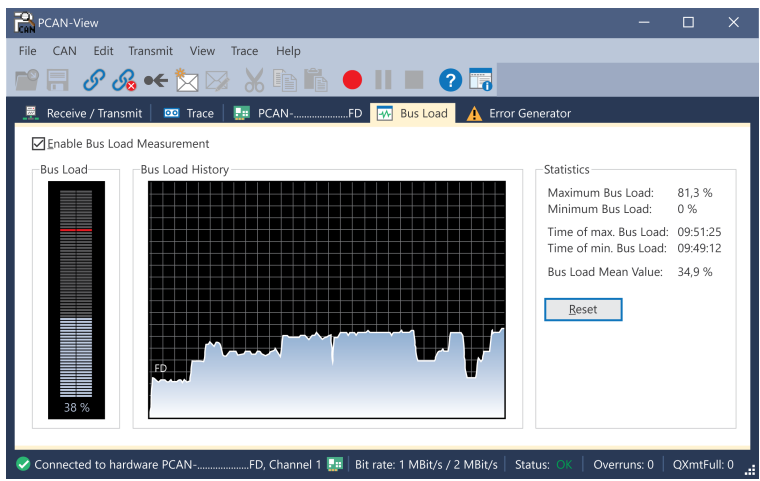 PCAN-View
File CAN Edit Transmit View Trace Help
Receive / Transmit Trace PCAN-....................FD Bus Load Error Generator
Enable Bus Load Measurement
Bus Load
38 %
Bus Load History
FD
Statistics
Maximum Bus Load: 81,3 %
Minimum Bus Load: 0 %
Time of max. Bus Load: 09:51:25
Time of min. Bus Load: 09:49:12
Bus Load Mean Value: 34,9 %
Reset
Connected to hardware PCAN-...................FD, Channel 1 Bit rate: 1 MBit/s / 2 MBit/s Status: OK Overruns: 0 QXmtFull: 0